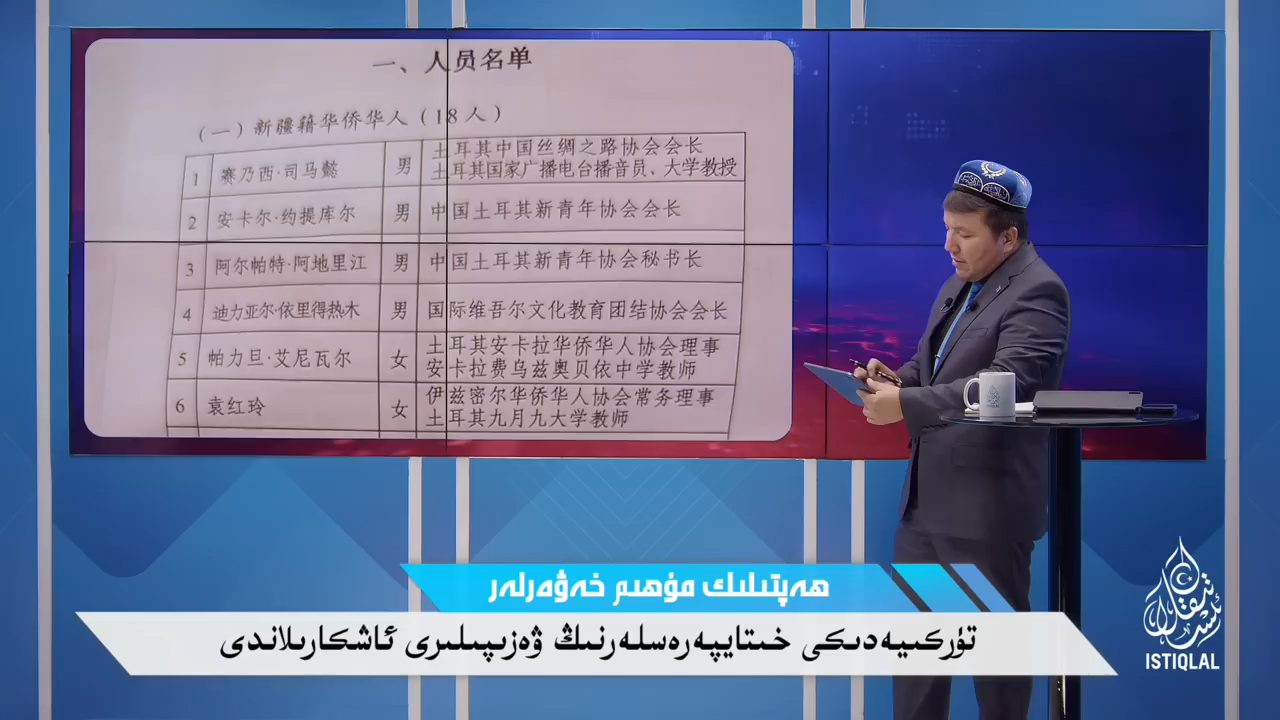 一、人员名单
（一）新疆籍华侨华人（18人）
1 赛乃西·司马懿 男 土耳其中国丝绸之路协会会长
土耳其国家广播电台播音员、大学教授
2 安卡尔·约提库尔 男 中国土耳其新青年协会会长
3 阿尔帕特·阿地里江 男 中国土耳其新青年协会秘书长
4 迪力亚尔·依里得热木 男 国际维吾尔文化教育团结协会会长
5 帕力旦·艾尼瓦尔 女 土耳其安卡拉华侨华人协会理事
安卡拉费乌兹奥贝依中学教师
6 袁红玲 女 伊兹密尔华侨华人协会常务理事
土耳其九月九大学教师
ھەپتىلىك مۇھىم خەۋەرلەر
تۈركىيەدىكى خىتايپەرەسلەرنىڭ ۋەزىپىلىرى ئاشكارىلاندى
ئىستىقلال
ISTIQLAL